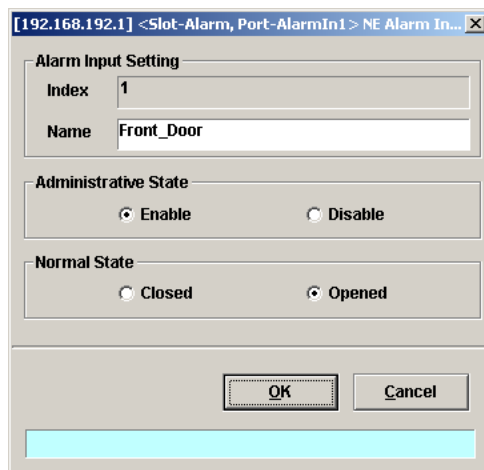 [192.168.192.1] <Slot-Alarm, Port-AlarmIn1> NE Alarm In...
Alarm Input Setting
Index 1
Name Front_Door
Administrative State
Enable Disable
Normal State
Closed Opened
OK Cancel